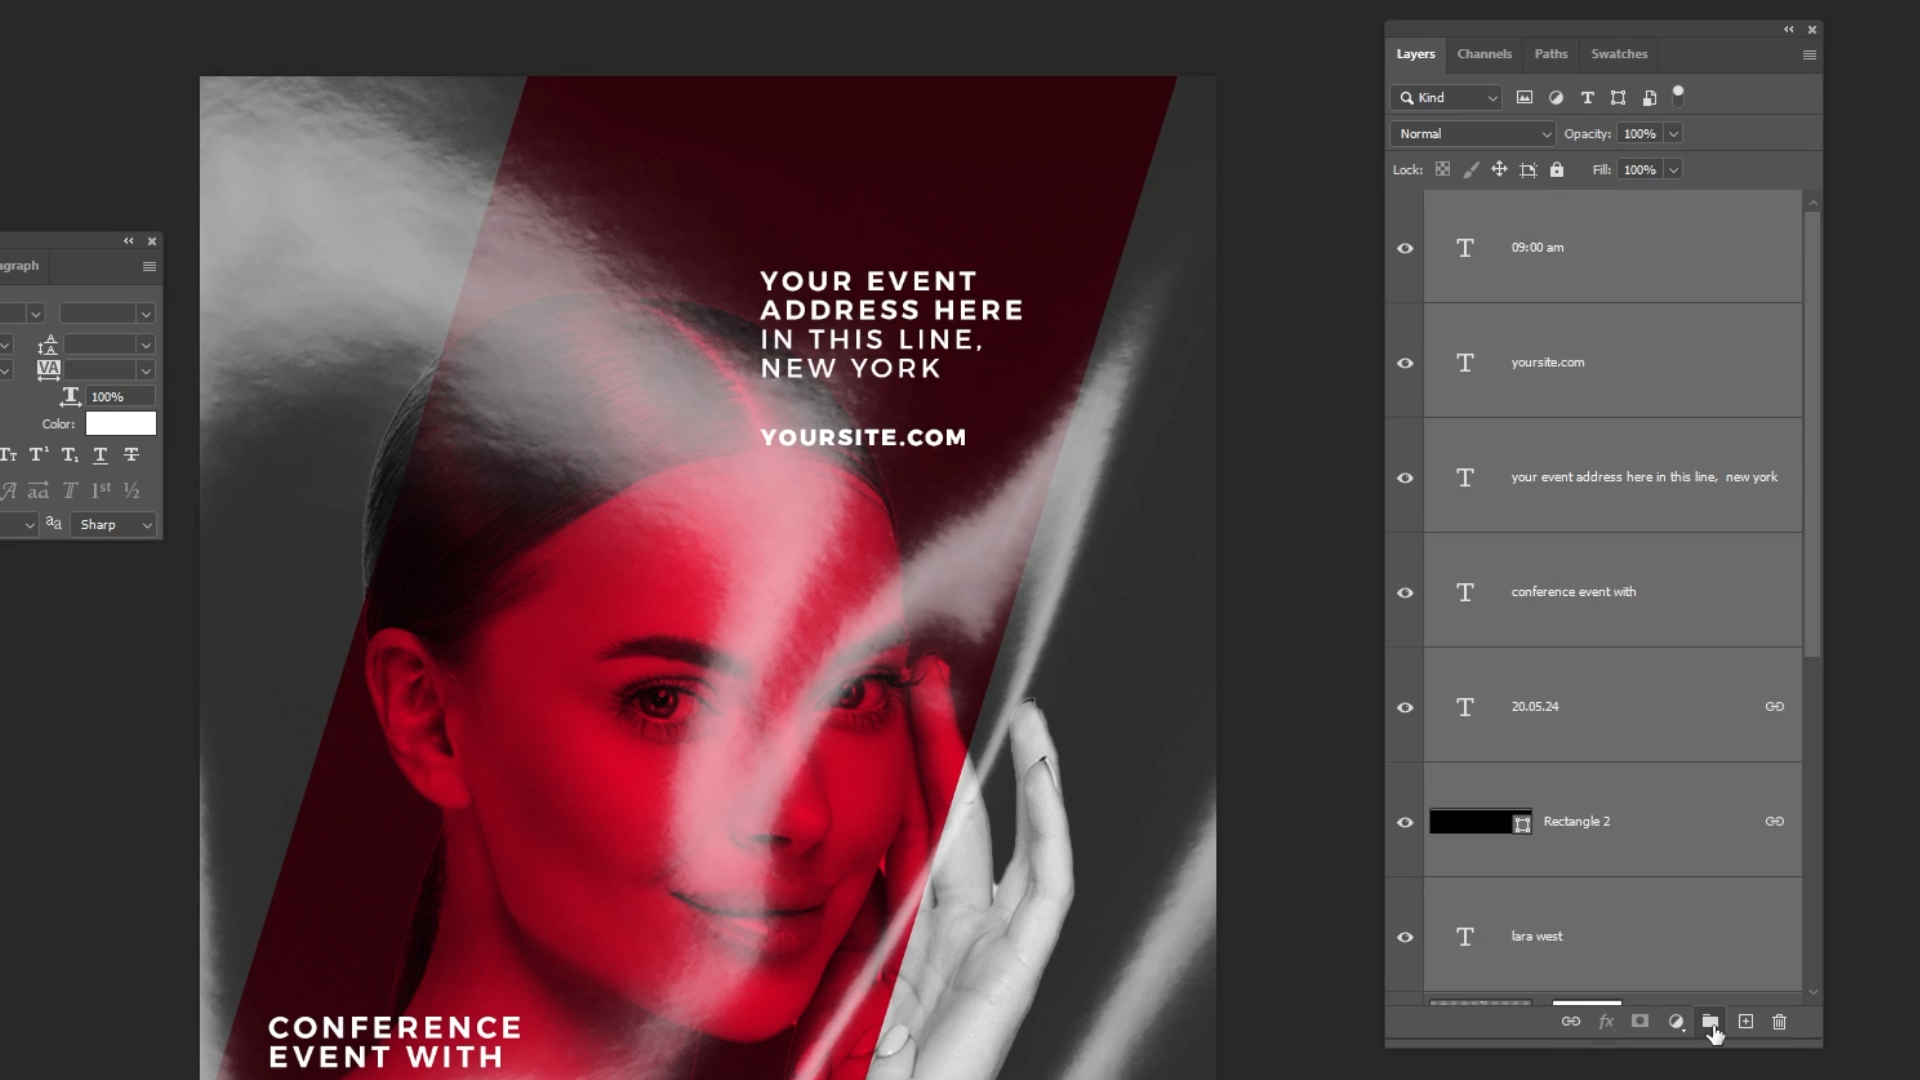 Layers Channels Paths Swatches
Kind
Normal Opacity: 100%
Lock: Fill: 100%
09:00 am
yoursite.com
your event address here in this line, new york
conference event with
20.05.24
Rectangle 2
lara west
fx
agraph
100%
Color:
1st ½
aa Sharp
YOUR EVENT
ADDRESS HERE
IN THIS LINE,
NEW YORK
YOURSITE.COM
CONFERENCE
EVENT WITH